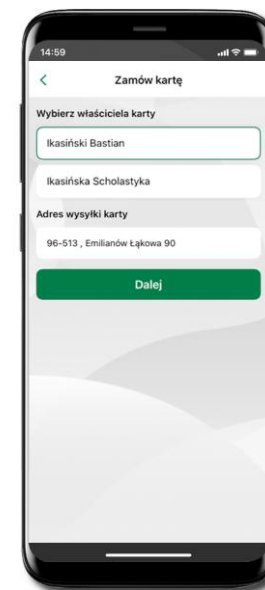 14:59
Zamów kartę
Wybierz właściciela karty
Ikasiński Bastian
Ikasińska Scholastyka
Adres wysyłki karty
96-513 , Emilianów Łąkowa 90
Dalej